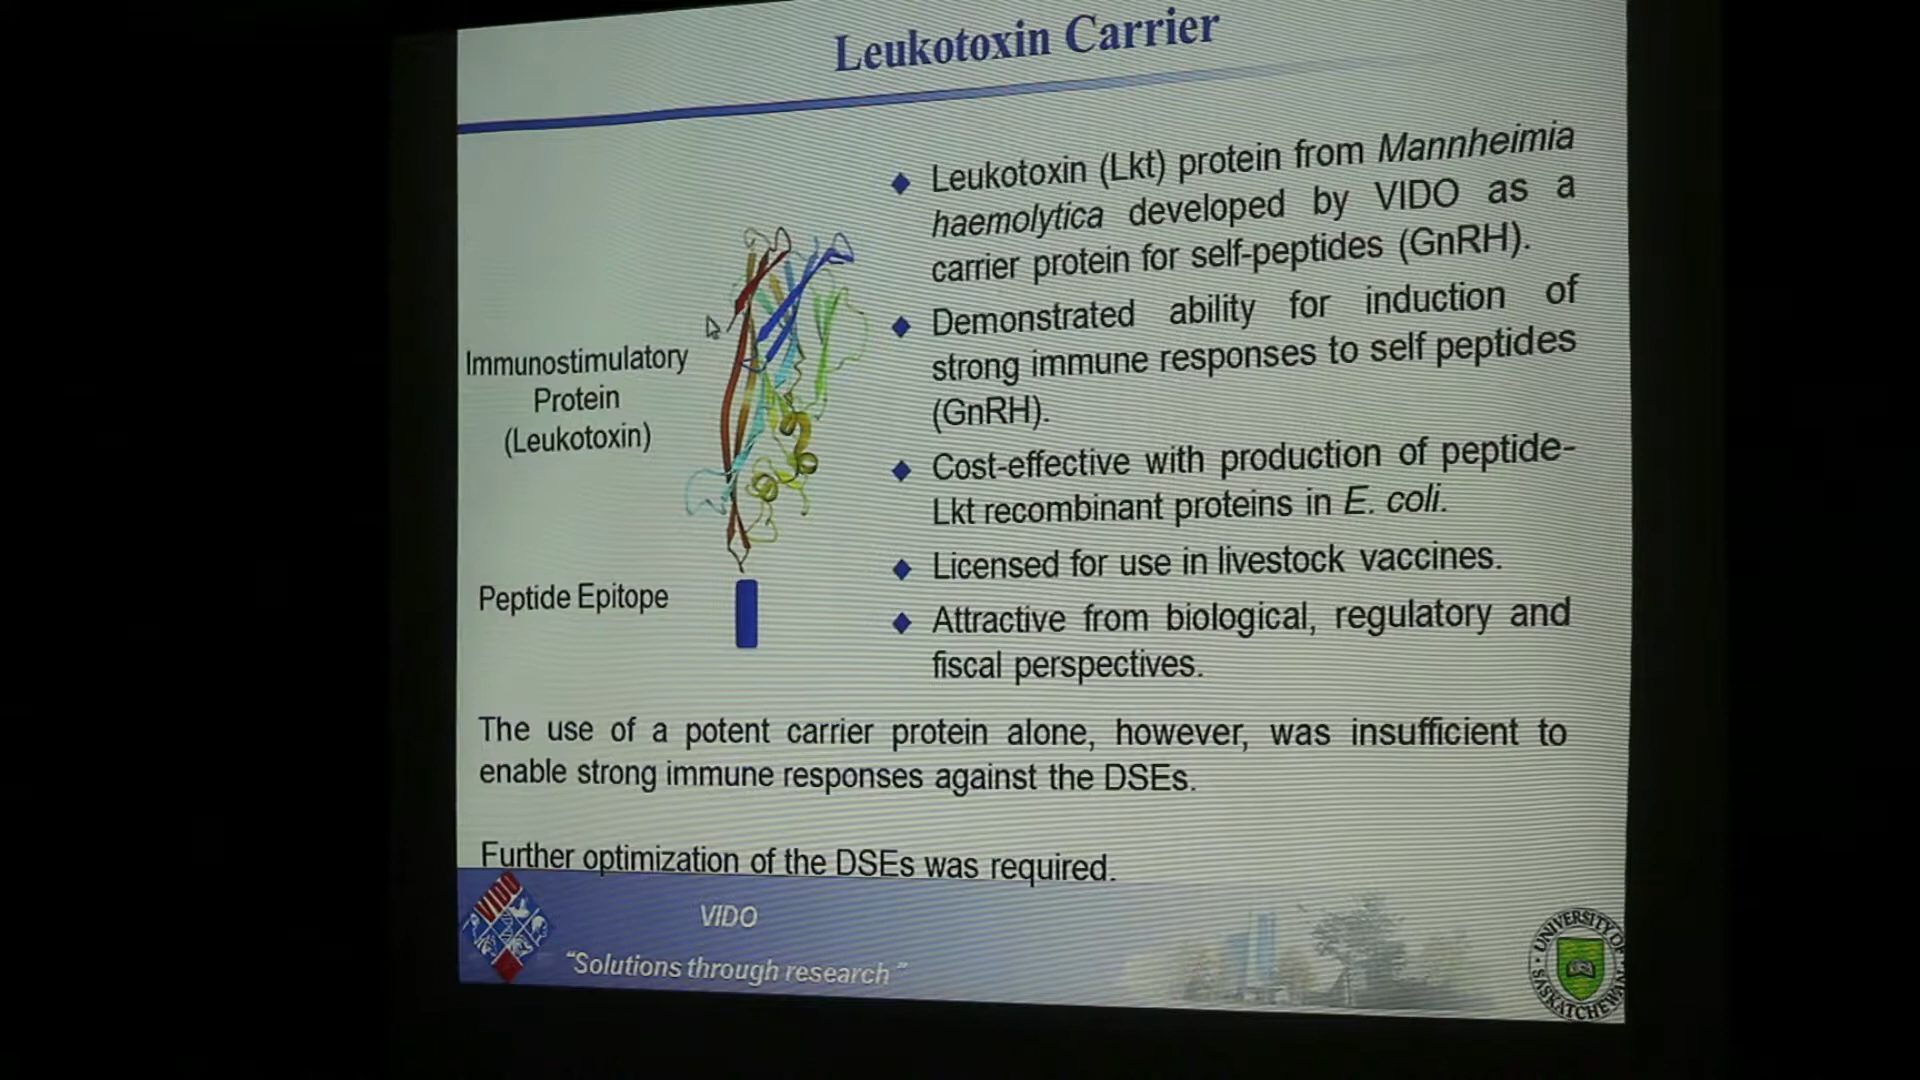 Leukotoxin Carrier
Immunostimulatory
Protein
(Leukotoxin)
Peptide Epitope
Leukotoxin (Lkt) protein from Mannheimia
haemolytica developed by VIDO as a
carrier protein for self-peptides (GnRH).
Demonstrated ability for induction of
strong immune responses to self peptides
(GnRH).
Cost-effective with production of peptide-
Lkt recombinant proteins in E. coli.
Licensed for use in livestock vaccines.
Attractive from biological, regulatory and
fiscal perspectives.
The use of a potent carrier protein alone, however, was insufficient to
enable strong immune responses against the DSEs.
Further optimization of the DSEs was required.
VIDO
VIDO
"Solutions through research"
UNIVERSITY OF
SASKATCHEWAN